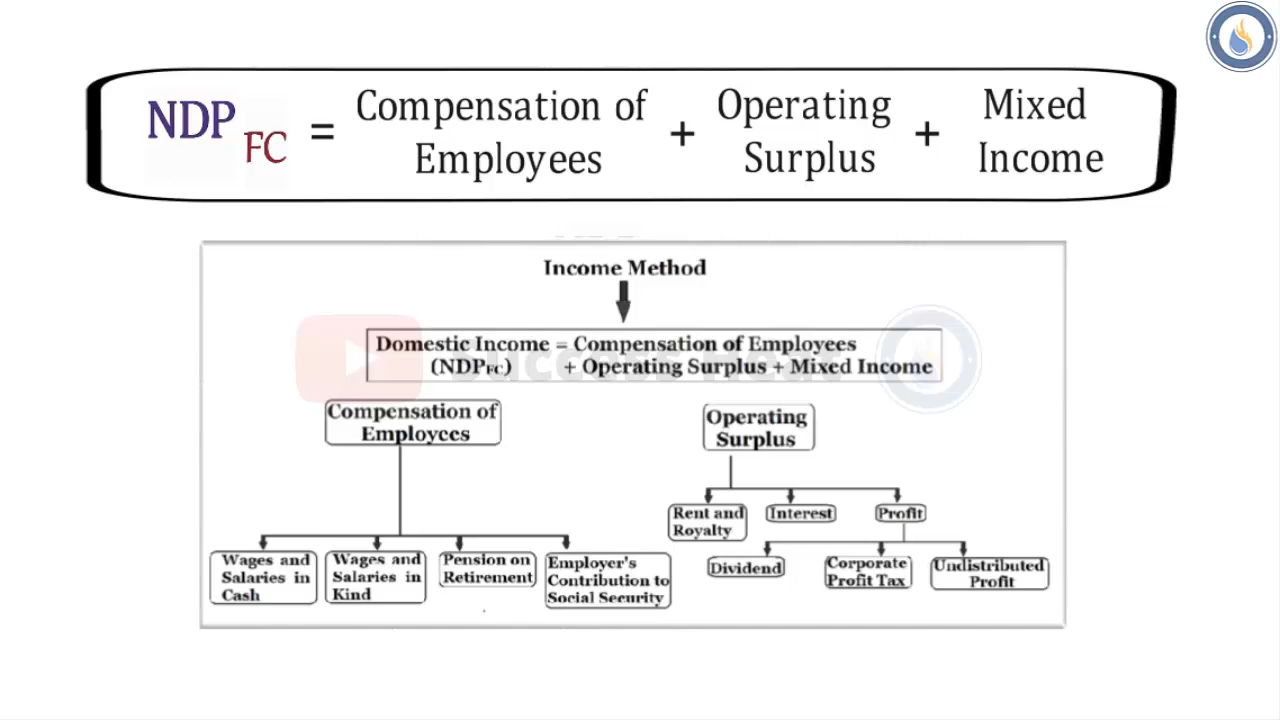 NDP FC = Compensation of Employees + Operating Surplus + Mixed Income
Income Method
Domestic Income = Compensation of Employees
(NDPFC) + Operating Surplus + Mixed Income
Success Heat
Compensation of
Employees
Operating
Surplus
Rent and
Royalty
Interest
Profit
Wages and
Salaries in
Cash
Wages and
Salaries in
Kind
Pension on
Retirement
Employer's
Contribution to
Social Security
Dividend
Corporate
Profit Tax
Undistributed
Profit